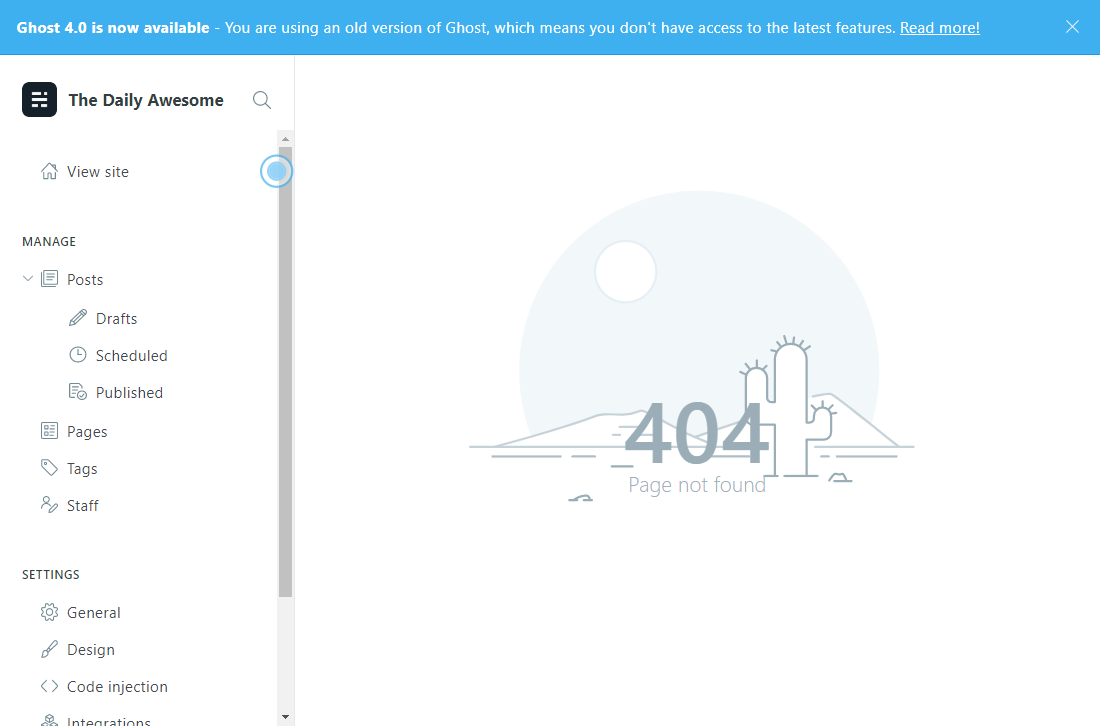 Ghost 4.0 is now available - You are using an old version of Ghost, which means you don't have access to the latest features. Read more!
The Daily Awesome
View site
MANAGE
Posts
Drafts
Scheduled
Published
Pages
Tags
Staff
SETTINGS
General
Design
Code injection
Integrations
404
Page not found